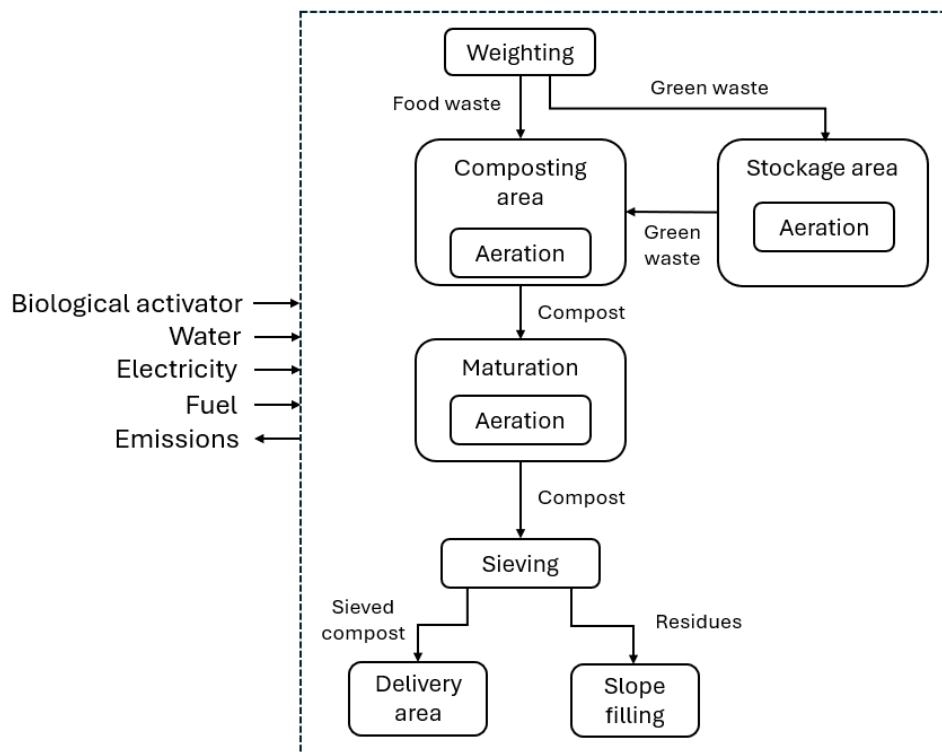 Weighting
Green waste
Food waste
Composting
area
Stockage area
Aeration
Aeration
Green
waste
Biological activator
Water
Electricity
Fuel
Emissions
Compost
Maturation
Aeration
Compost
Sieving
Sieved
compost
Residues
Delivery
area
Slope
filling